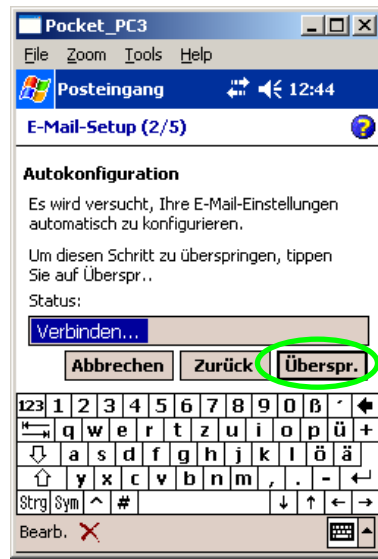 Pocket_PC3
File Zoom Tools Help
Posteingang 12:44
E-Mail-Setup (2/5)
Autokonfiguration
Es wird versucht, Ihre E-Mail-Einstellungen
automatisch zu konfigurieren.
Um diesen Schritt zu überspringen, tippen
Sie auf Überspr..
Status:
Verbinden...
Abbrechen Zurück Überspr.
123 1 2 3 4 5 6 7 8 9 0 ß ´
q w e r t z u i o p ü +
a s d f g h j k l ö ä
y x c v b n m , . -
Strg Sym ^ #
Bearb.